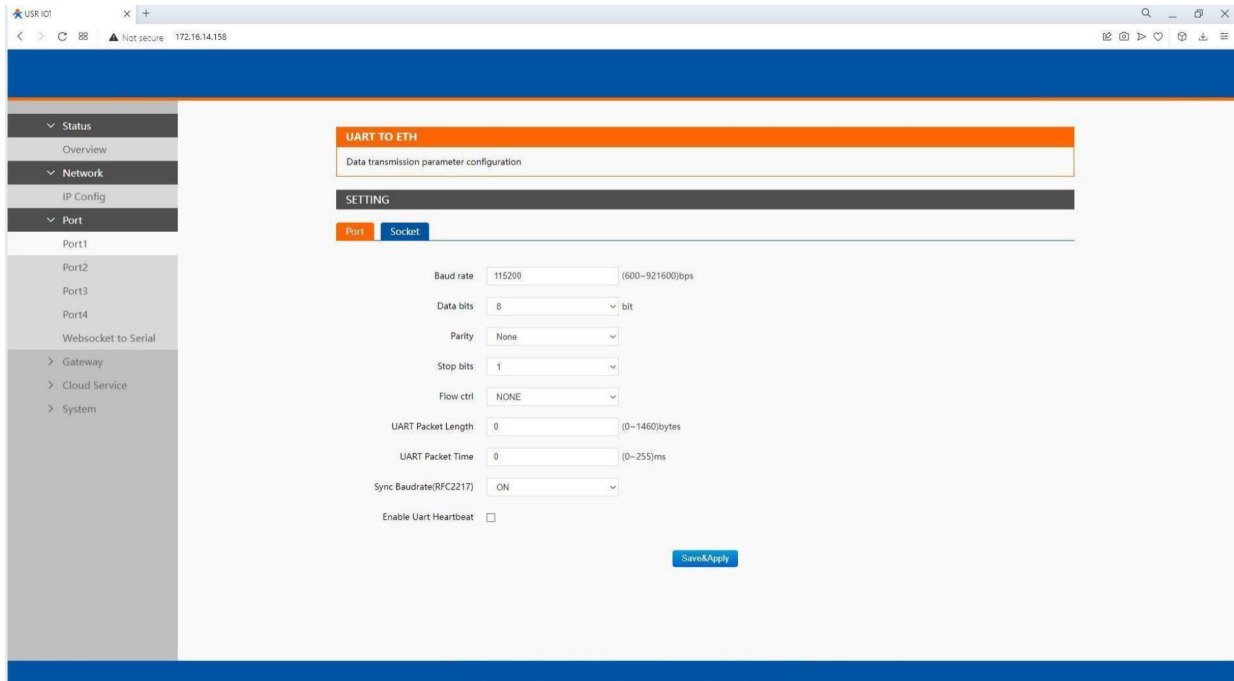 USR IOT
Not secure 172.16.14.158
Status
Overview
Network
IP Config
Port
Port1
Port2
Port3
Port4
Websocket to Serial
Gateway
Cloud Service
System
UART TO ETH
Data transmission parameter configuration
SETTING
Port Socket
Baud rate 115200 (600~921600)bps
Data bits 8 bit
Parity None
Stop bits 1
Flow ctrl NONE
UART Packet Length 0 (0~1460)bytes
UART Packet Time 0 (0~255)ms
Sync Baudrate(RFC2217) ON
Enable Uart Heartbeat
Save&Apply